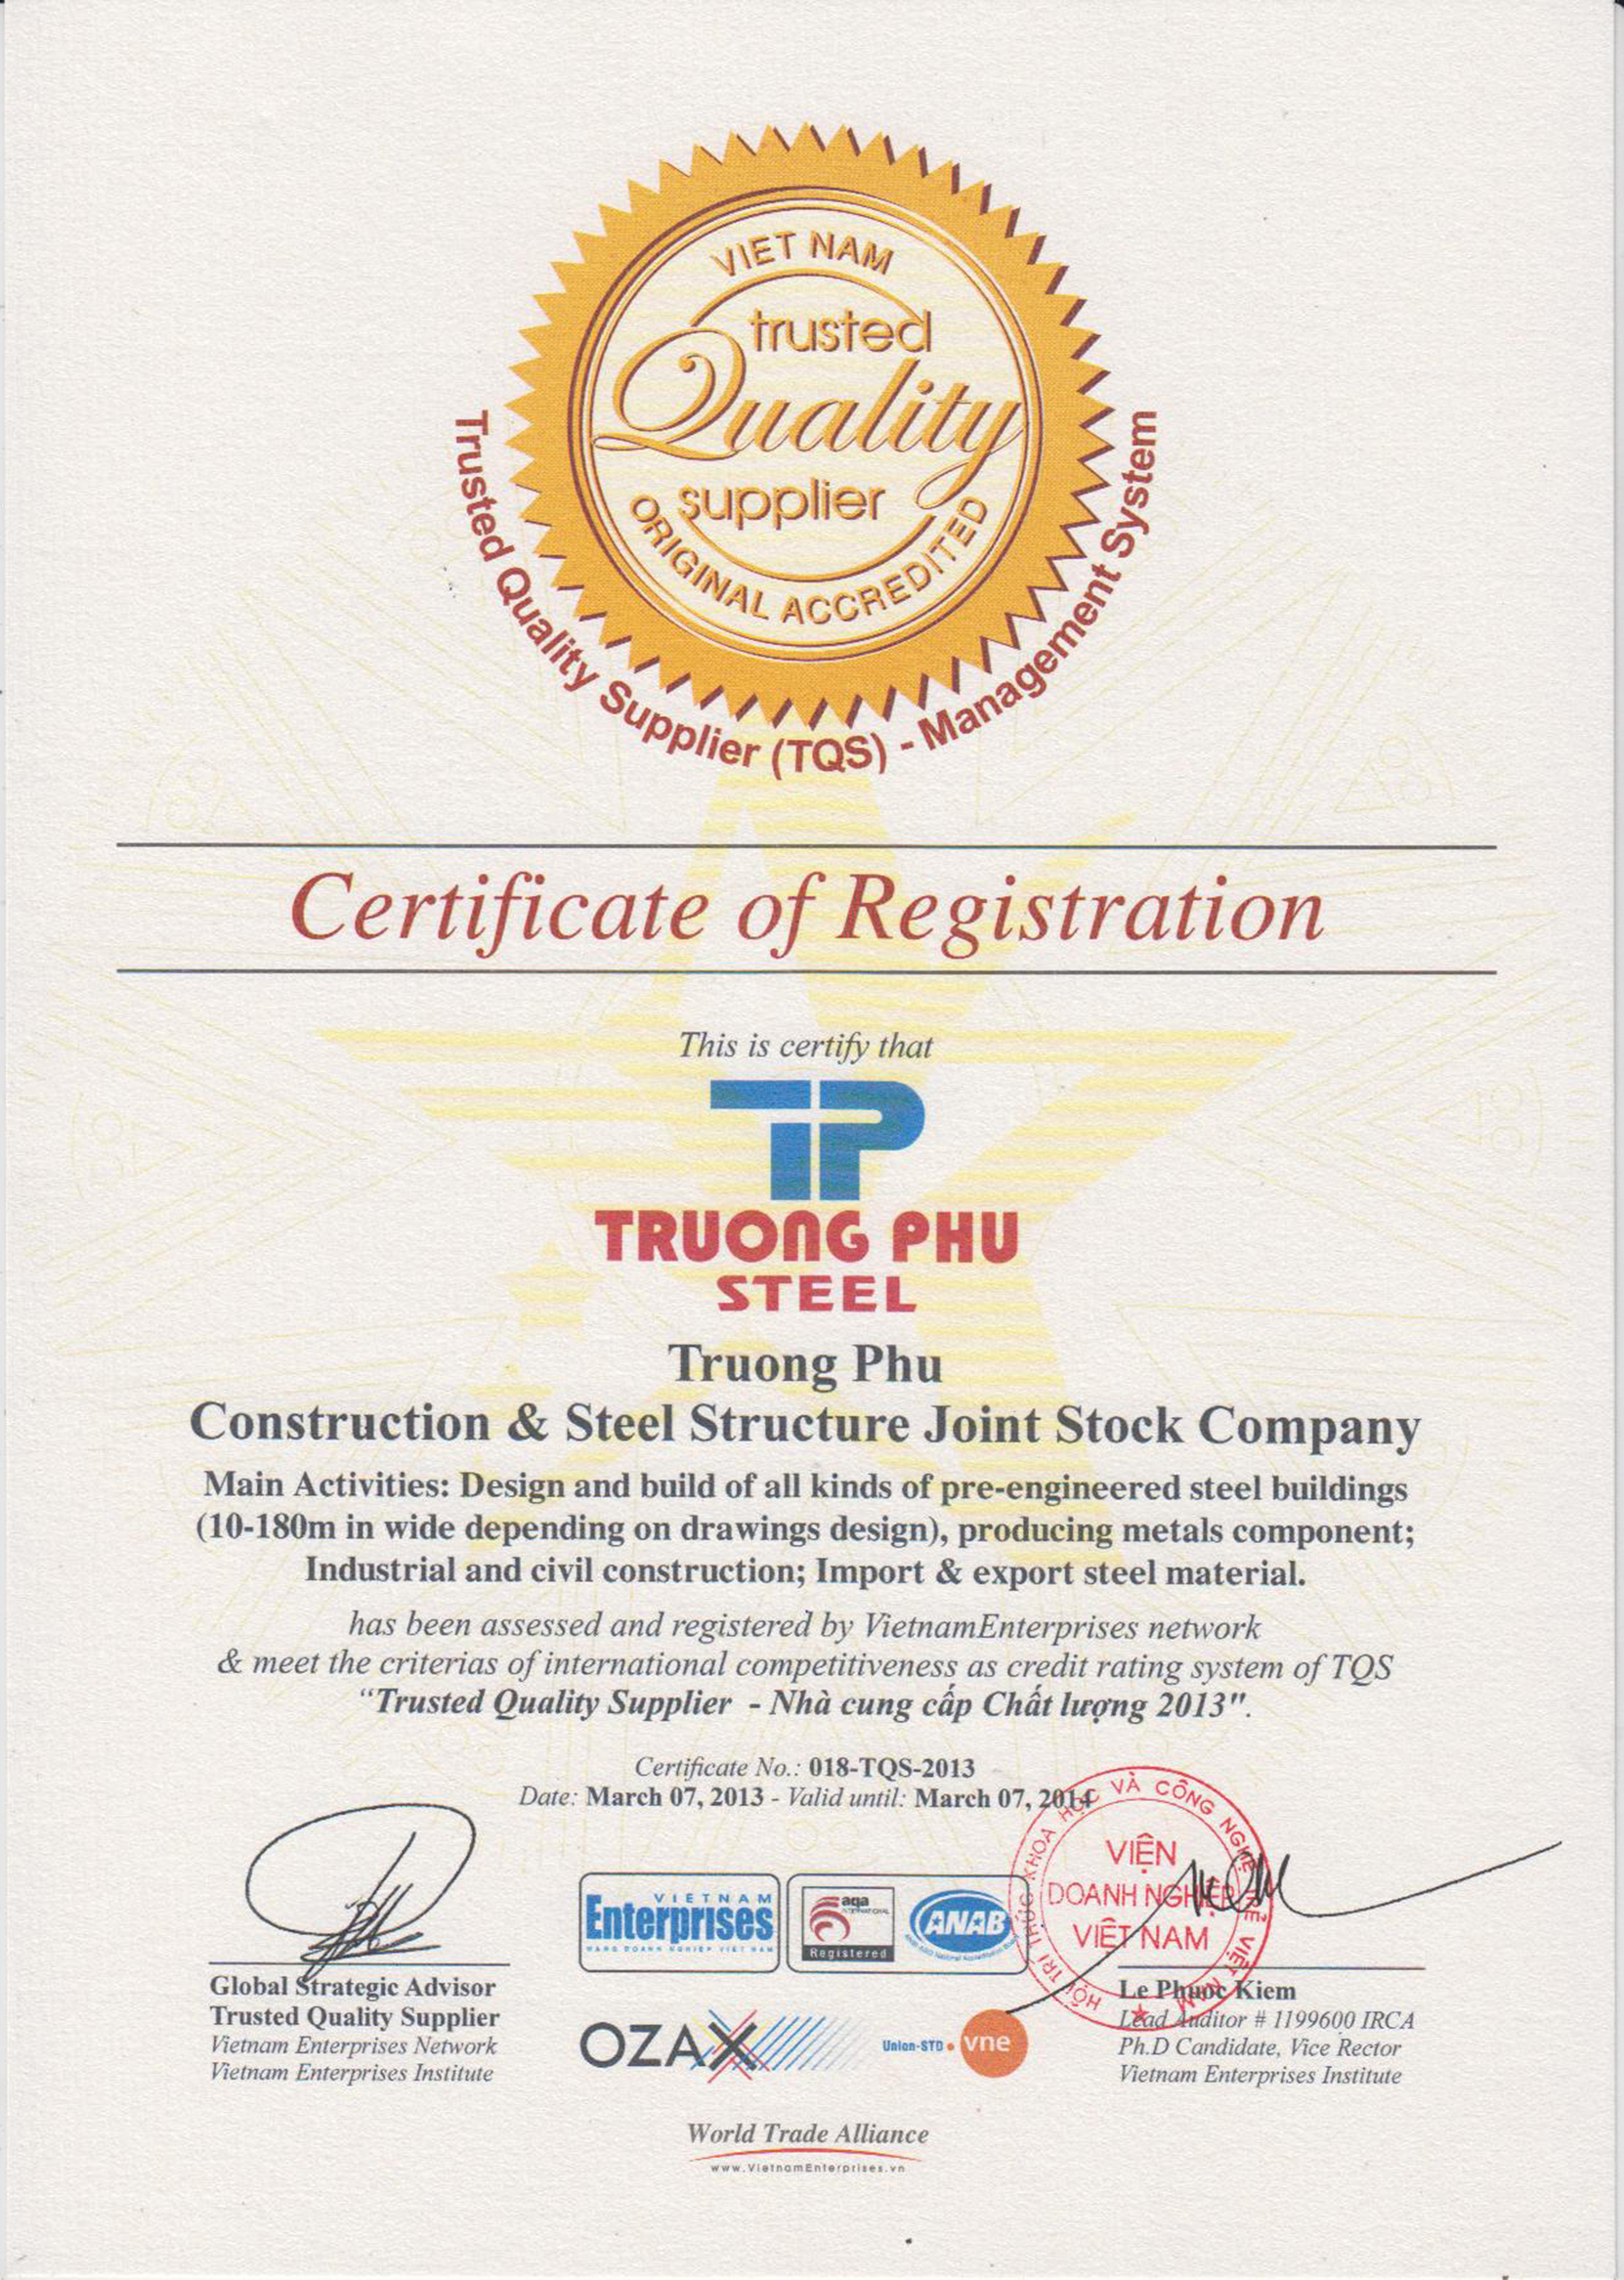 VIET NAM
trusted
Quality
supplier
ORIGINAL ACCREDITED
Trusted Quality Supplier (TQS) - Management System
Certificate of Registration
This is certify that
TP
TRUONG PHU
STEEL
Truong Phu
Construction & Steel Structure Joint Stock Company
Main Activities: Design and build of all kinds of pre-engineered steel buildings
(10-180m in wide depending on drawings design), producing metals component;
Industrial and civil construction; Import & export steel material.
has been assessed and registered by VietnamEnterprises network
& meet the criterias of international competitiveness as credit rating system of TQS
“Trusted Quality Supplier - Nhà cung cấp Chất lượng 2013".
Certificate No.: 018-TQS-2013
Date: March 07, 2013 - Valid until: March 07, 2014
HỘI TRÍ THỨC KHOA HỌC VÀ CÔNG NGHỆ TRẺ VIỆT NAM
VIỆN
DOANH NGHIỆP
VIỆT NAM
VIETNAM
Enterprises
MANG DOANH NGHIEP VIET NAM
aqa
INTERNATIONAL
Registered
ANAB
Global Strategic Advisor
Trusted Quality Supplier
Vietnam Enterprises Network
Vietnam Enterprises Institute
OZAX
Union-STD
vne
Le Phuoc Kiem
Lead Auditor # 1199600 IRCA
Ph.D Candidate, Vice Rector
Vietnam Enterprises Institute
World Trade Alliance
www.VietnamEnterprises.vn